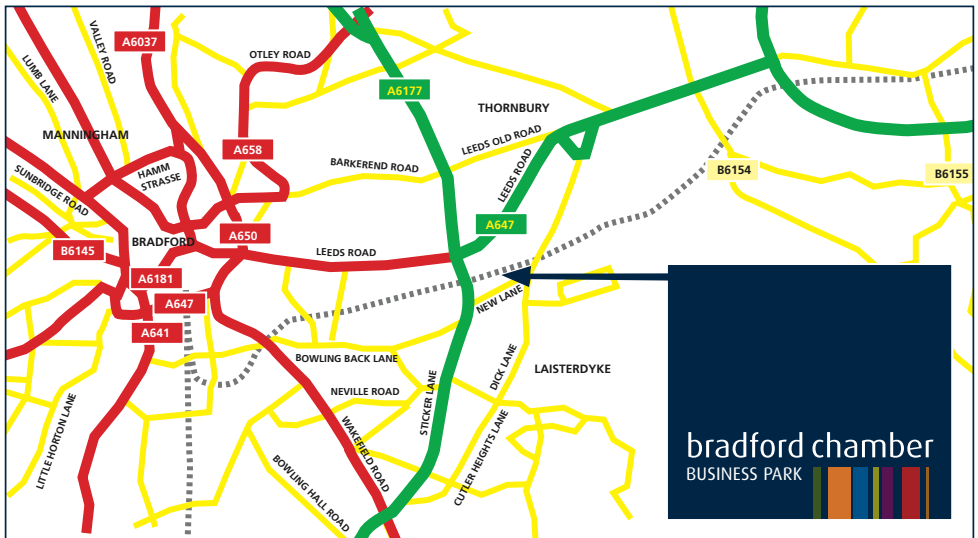 A6037
VALLEY ROAD
LUMB LANE
OTLEY ROAD
A6177
THORNBURY
MANNINGHAM
LEEDS OLD ROAD
A658
BARKEREND ROAD
HAMM
STRASSE
SUNBRIDGE ROAD
LEEDS ROAD
B6154
B6155
A647
A650
BRADFORD
B6145
LEEDS ROAD
A6181
A647
NEW LANE
A641
BOWLING BACK LANE
DICK LANE
LAISTERDYKE
NEVILLE ROAD
STICKER LANE
LITTLE HORTON LANE
WAKEFIELD ROAD
CUTLER HEIGHTS LANE
BOWLING HALL ROAD
bradford chamber
BUSINESS PARK